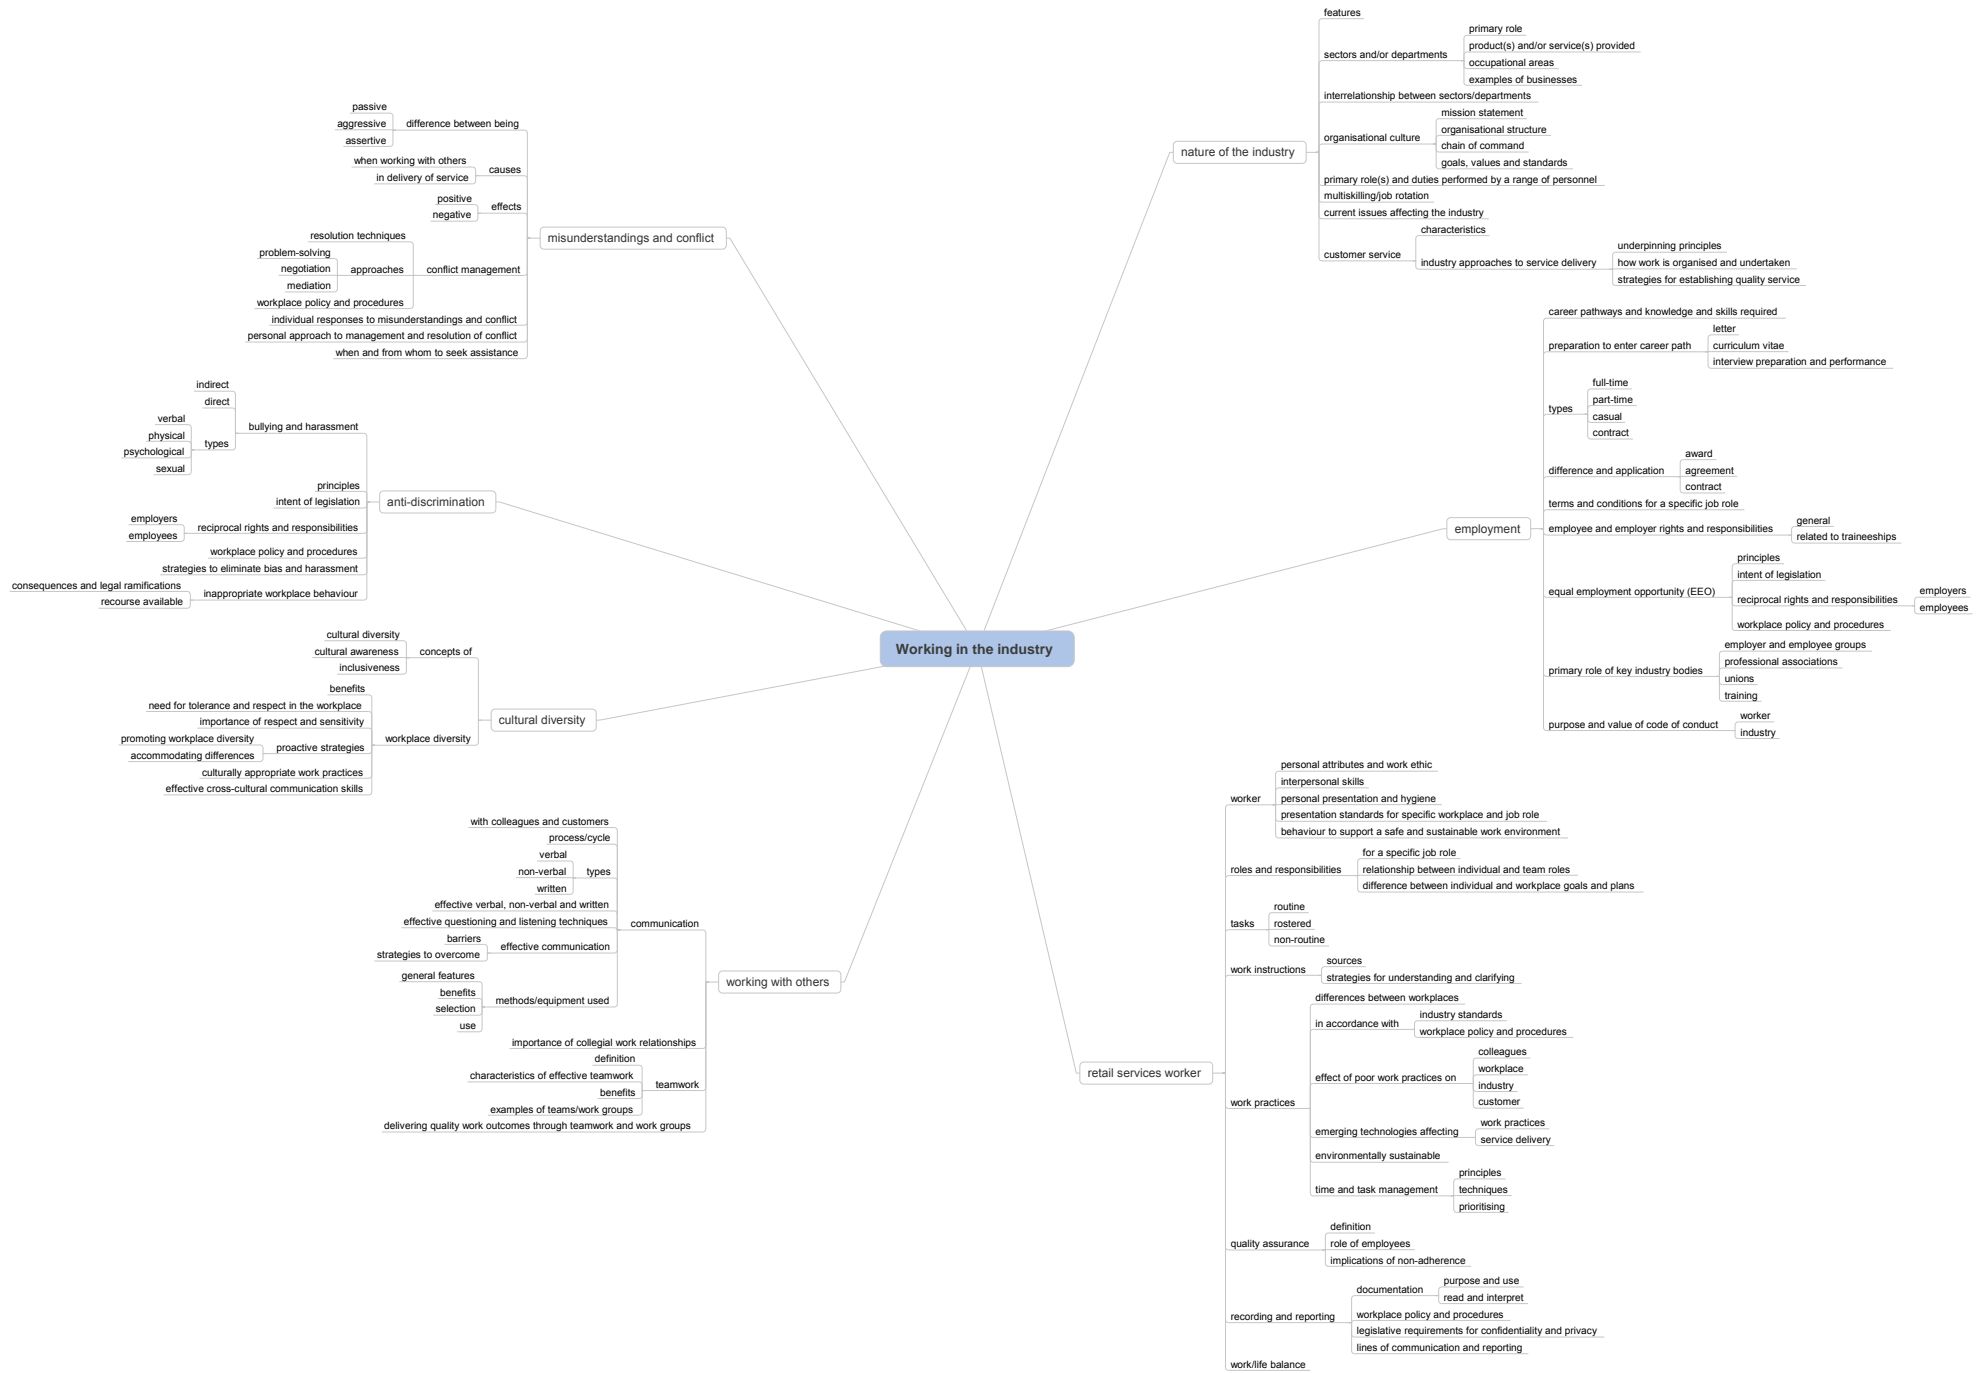 Working in the industry
nature of the industry
features
sectors and/or departments
primary role
product(s) and/or service(s) provided
occupational areas
examples of businesses
interrelationship between sectors/departments
organisational culture
mission statement
organisational structure
chain of command
goals, values and standards
primary role(s) and duties performed by a range of personnel
multiskilling/job rotation
current issues affecting the industry
customer service
characteristics
industry approaches to service delivery
underpinning principles
how work is organised and undertaken
strategies for establishing quality service
employment
career pathways and knowledge and skills required
preparation to enter career path
letter
curriculum vitae
interview preparation and performance
types
full-time
part-time
casual
contract
difference and application
award
agreement
contract
terms and conditions for a specific job role
employee and employer rights and responsibilities
general
related to traineeships
equal employment opportunity (EEO)
principles
intent of legislation
reciprocal rights and responsibilities
employers
employees
workplace policy and procedures
primary role of key industry bodies
employer and employee groups
professional associations
unions
training
purpose and value of code of conduct
worker
industry
retail services worker
worker
personal attributes and work ethic
interpersonal skills
personal presentation and hygiene
presentation standards for specific workplace and job role
behaviour to support a safe and sustainable work environment
roles and responsibilities
for a specific job role
relationship between individual and team roles
difference between individual and workplace goals and plans
tasks
routine
rostered
non-routine
work instructions
sources
strategies for understanding and clarifying
work practices
differences between workplaces
in accordance with
industry standards
workplace policy and procedures
effect of poor work practices on
colleagues
workplace
industry
customer
emerging technologies affecting
work practices
service delivery
environmentally sustainable
time and task management
principles
techniques
prioritising
quality assurance
definition
role of employees
implications of non-adherence
recording and reporting
documentation
purpose and use
read and interpret
workplace policy and procedures
legislative requirements for confidentiality and privacy
lines of communication and reporting
work/life balance
misunderstandings and conflict
difference between being
passive
aggressive
assertive
causes
when working with others
in delivery of service
effects
positive
negative
conflict management
resolution techniques
approaches
problem-solving
negotiation
mediation
workplace policy and procedures
individual responses to misunderstandings and conflict
personal approach to management and resolution of conflict
when and from whom to seek assistance
anti-discrimination
bullying and harassment
indirect
direct
types
verbal
physical
psychological
sexual
principles
intent of legislation
reciprocal rights and responsibilities
employers
employees
workplace policy and procedures
strategies to eliminate bias and harassment
inappropriate workplace behaviour
consequences and legal ramifications
recourse available
cultural diversity
concepts of
cultural diversity
cultural awareness
inclusiveness
workplace diversity
benefits
need for tolerance and respect in the workplace
importance of respect and sensitivity
proactive strategies
promoting workplace diversity
accommodating differences
culturally appropriate work practices
effective cross-cultural communication skills
working with others
communication
with colleagues and customers
process/cycle
types
verbal
non-verbal
written
effective verbal, non-verbal and written
effective questioning and listening techniques
effective communication
barriers
strategies to overcome
methods/equipment used
general features
benefits
selection
use
importance of collegial work relationships
teamwork
definition
characteristics of effective teamwork
benefits
examples of teams/work groups
delivering quality work outcomes through teamwork and work groups